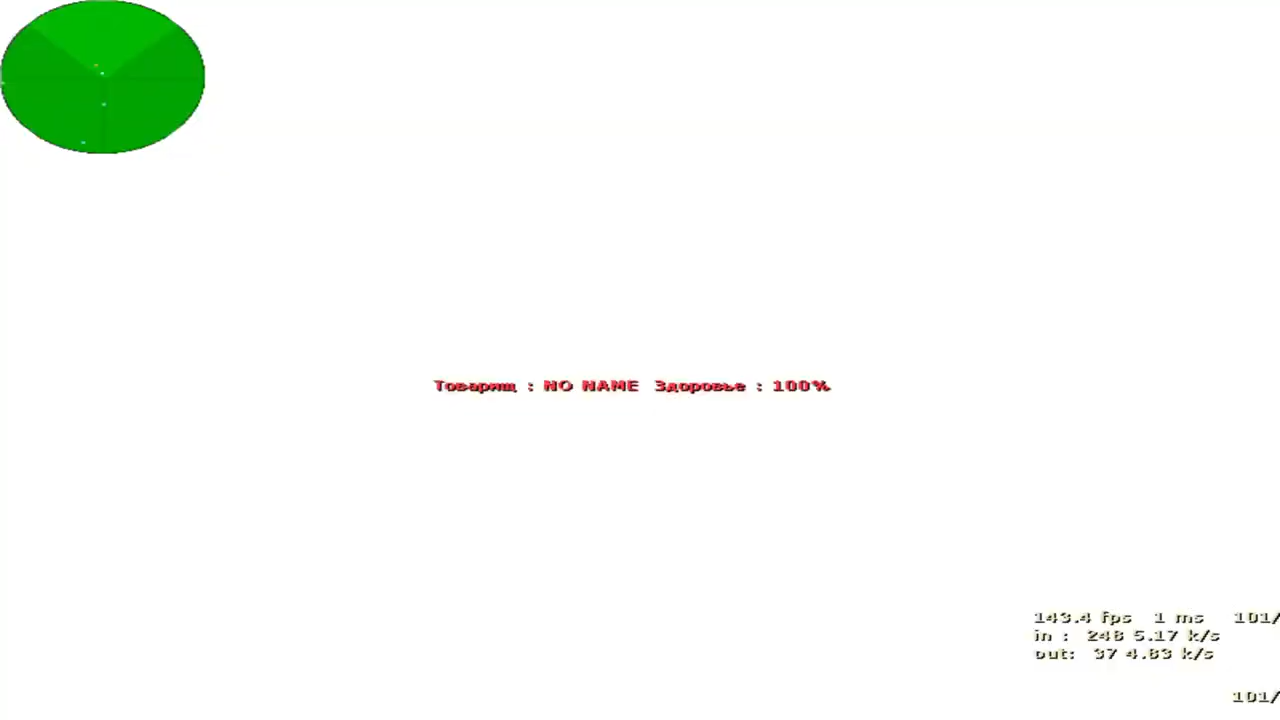 Товарищ : NO NAME Здоровье : 100%
143.4 fps 1 ms 101/
in : 248 5.17 k/s
out: 37 4.83 k/s
101/